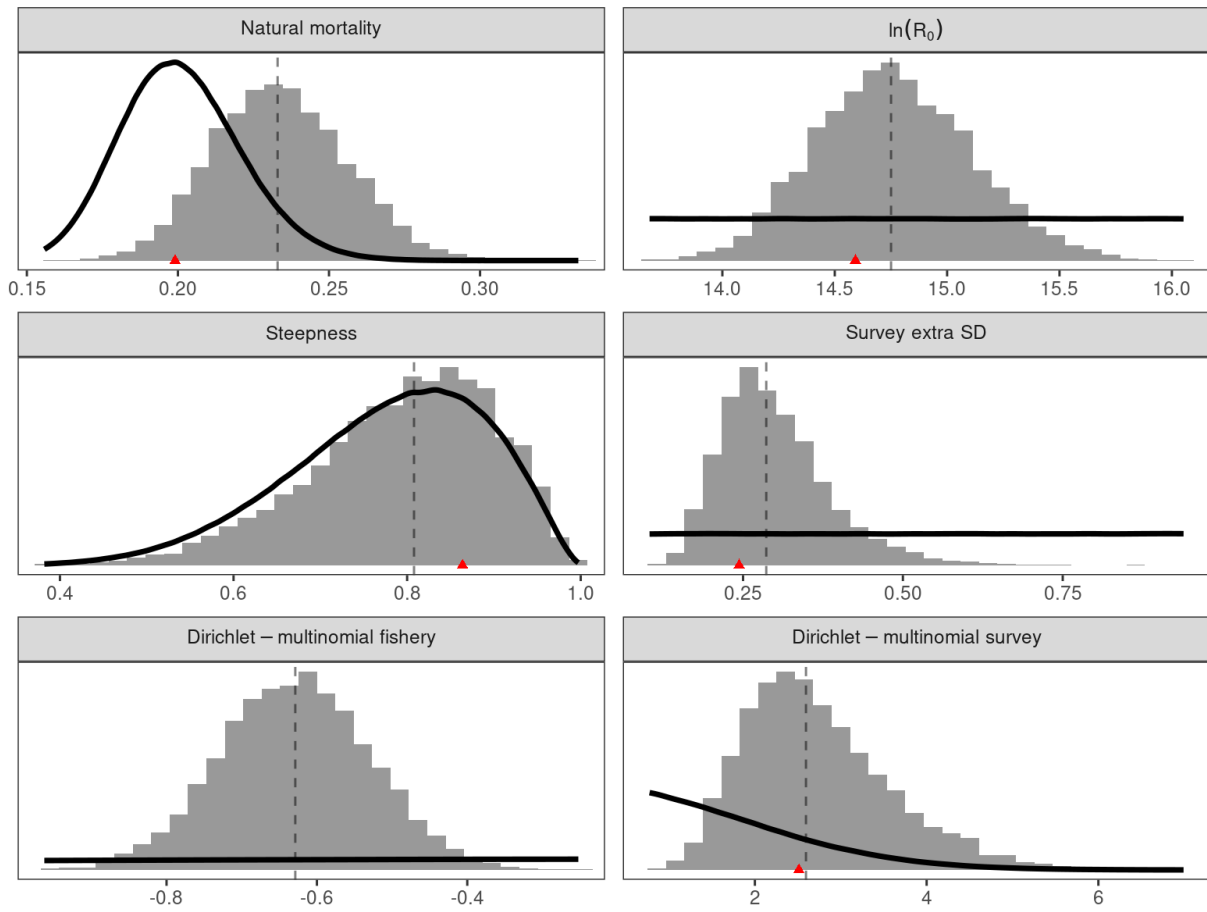 Natural mortality
ln(R₀)
0.15 0.20 0.25 0.30
14.0 14.5 15.0 15.5 16.0
Steepness
Survey extra SD
0.4 0.6 0.8 1.0
0.25 0.50 0.75
Dirichlet – multinomial fishery
Dirichlet – multinomial survey
-0.8 -0.6 -0.4
2 4 6